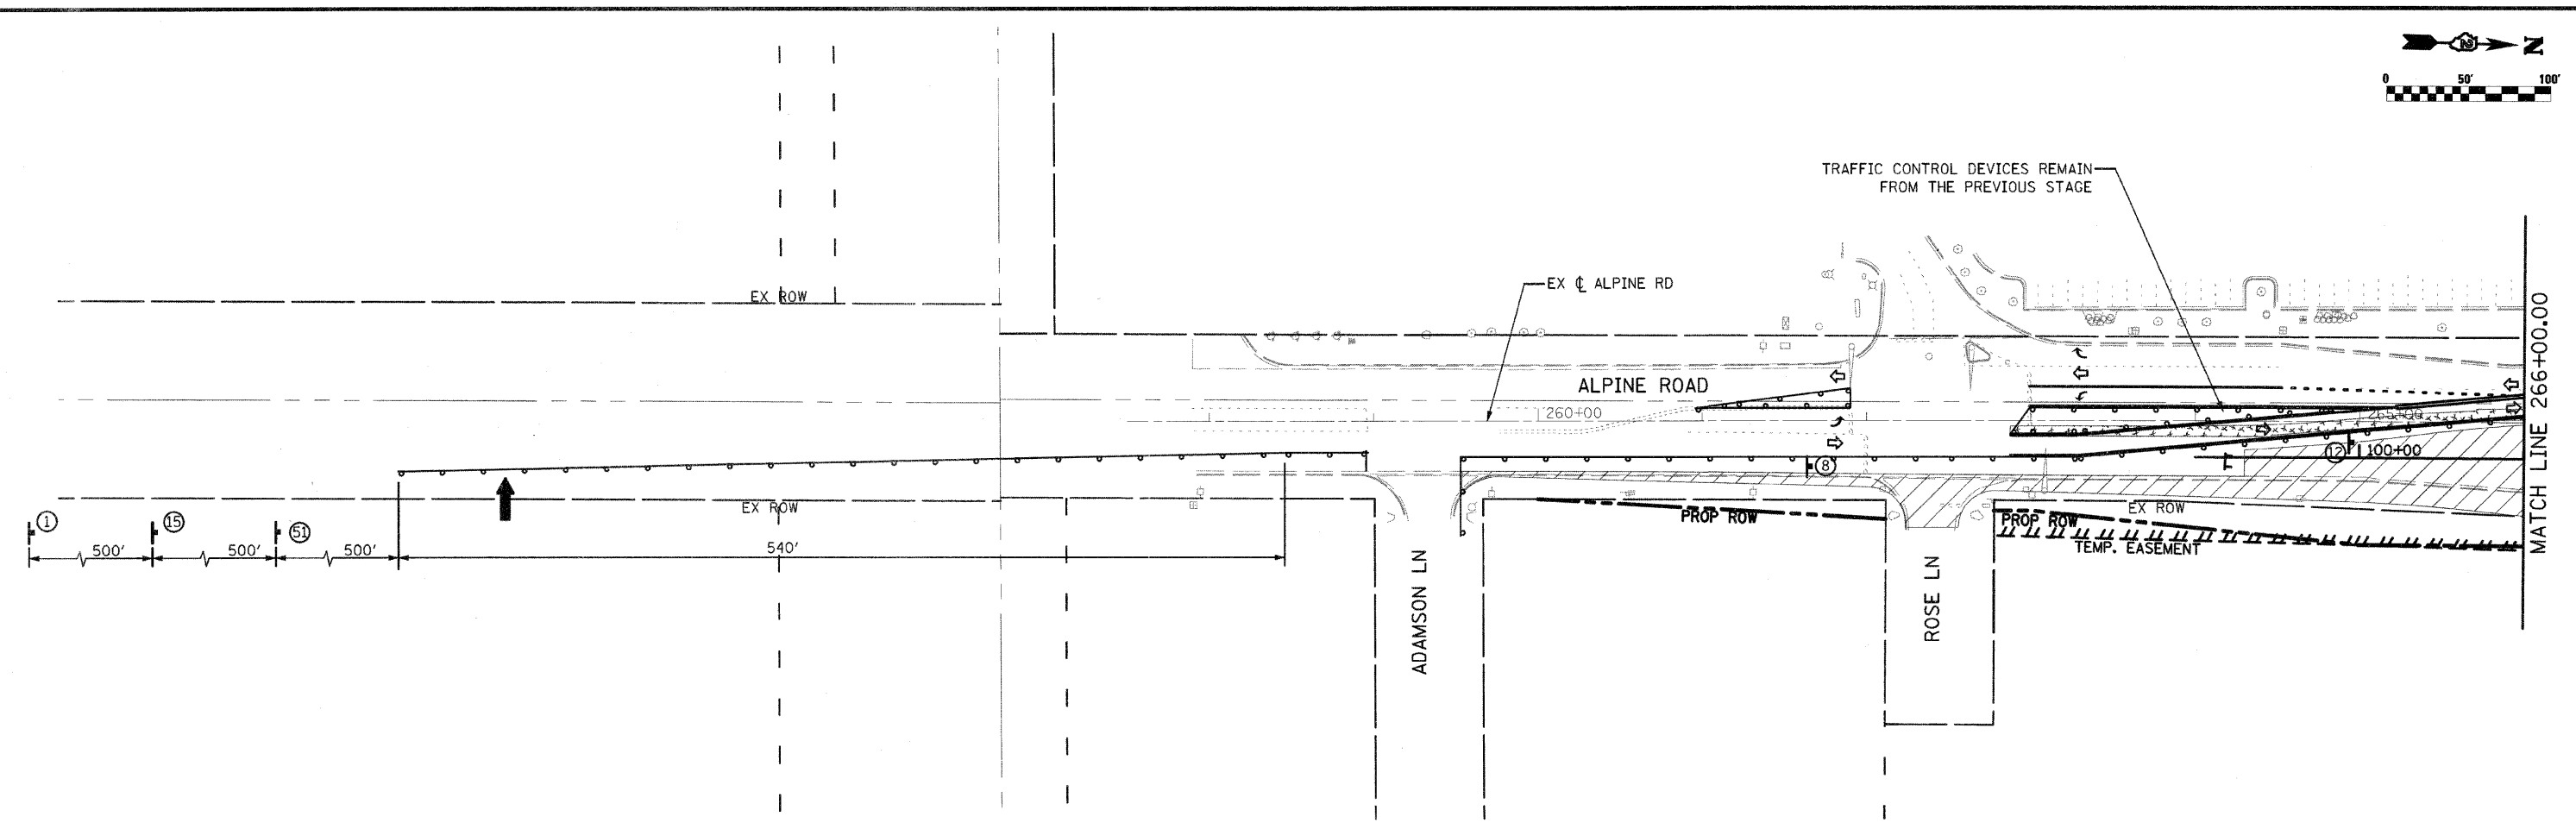 N
0 50' 100'
TRAFFIC CONTROL DEVICES REMAIN
FROM THE PREVIOUS STAGE
EX ROW
EX ℄ ALPINE RD
ALPINE ROAD
260+00
265+00
MATCH LINE 266+00.00
8
12
100+00
EX ROW
EX ROW
PROP ROW
PROP ROW
TEMP. EASEMENT
1
15
51
500'
500'
500'
540'
ADAMSON LN
ROSE LN